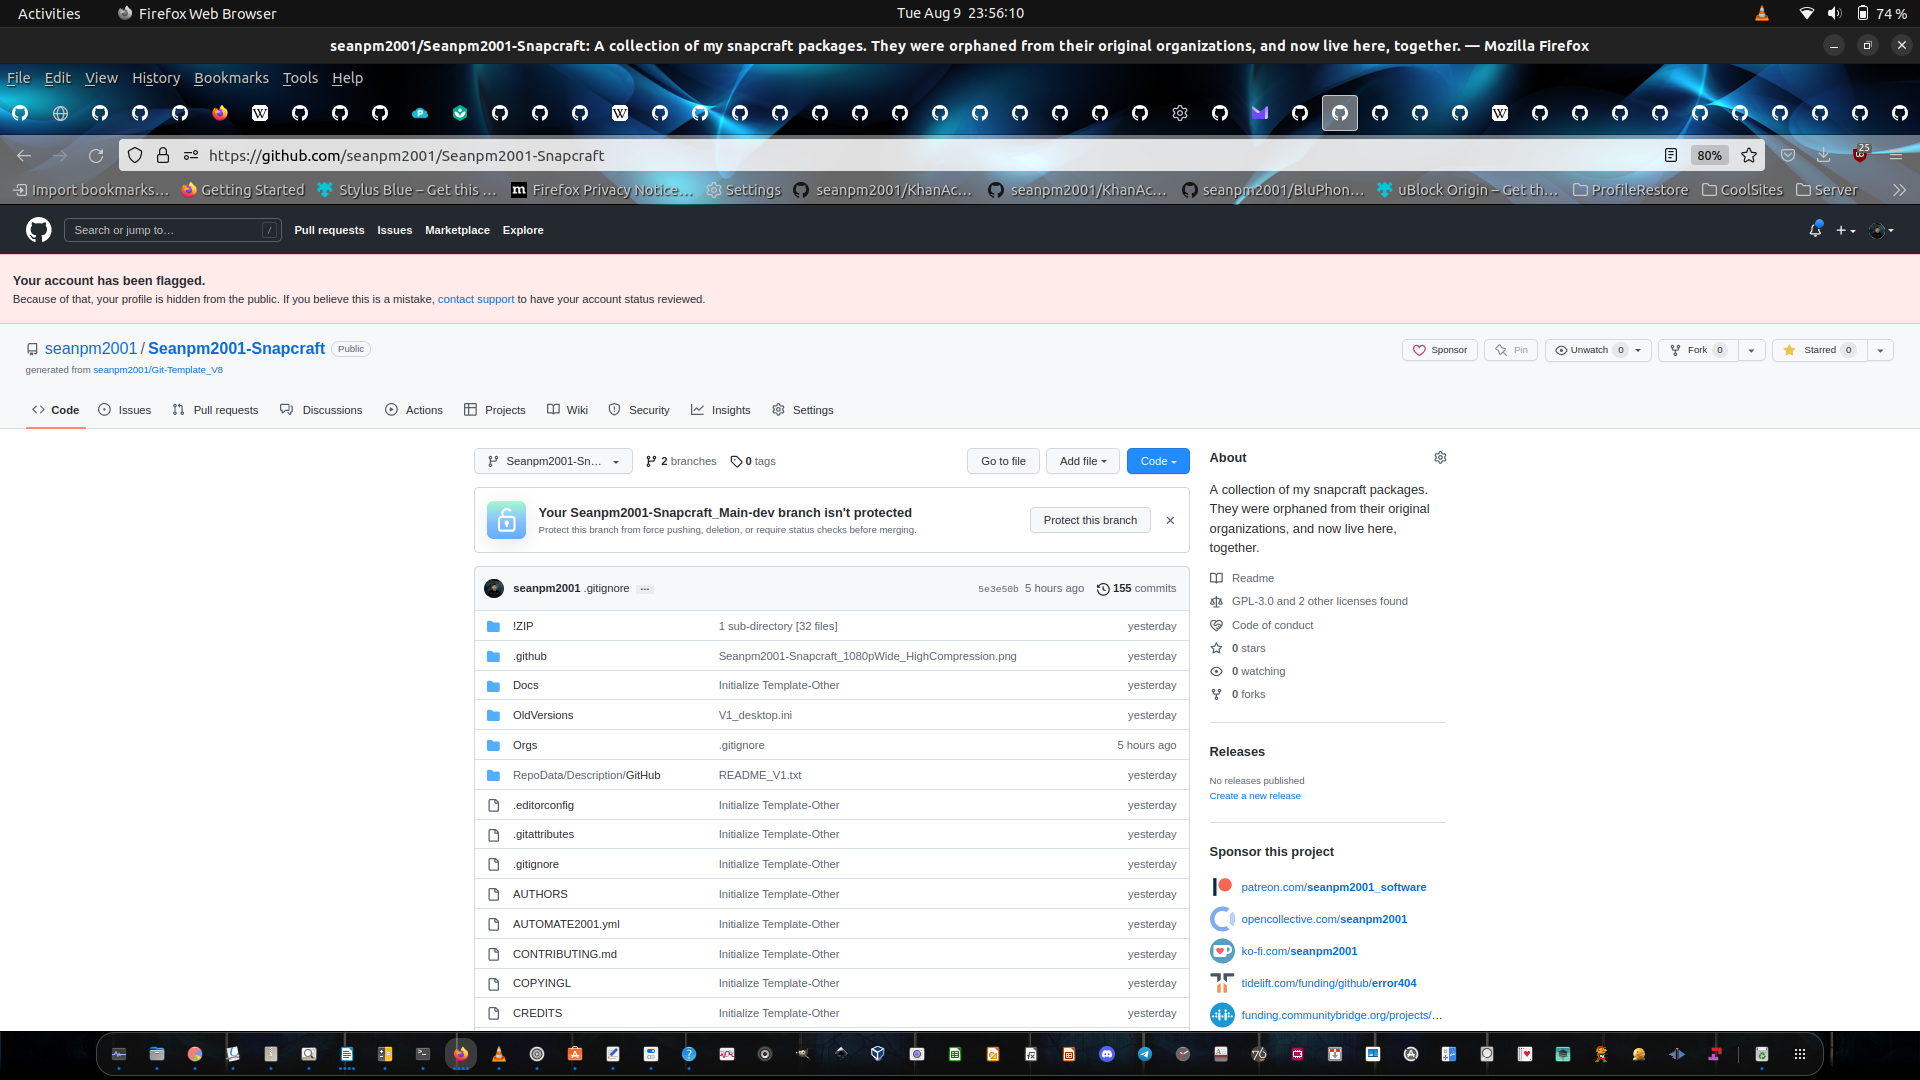 Activities
Firefox Web Browser
Tue Aug 9 23:56:10
74 %
seanpm2001/Seanpm2001-Snapcraft: A collection of my snapcraft packages. They were orphaned from their original organizations, and now live here, together. — Mozilla Firefox
File Edit View History Bookmarks Tools Help
https://github.com/seanpm2001/Seanpm2001-Snapcraft
80%
25
Import bookmarks… Getting Started Stylus Blue – Get this … Firefox Privacy Notice… Settings seanpm2001/KhanAc… seanpm2001/KhanAc… seanpm2001/BluPhon… uBlock Origin – Get th… ProfileRestore CoolSites Server
Search or jump to… / Pull requests Issues Marketplace Explore
Your account has been flagged.
Because of that, your profile is hidden from the public. If you believe this is a mistake, contact support to have your account status reviewed.
seanpm2001 / Seanpm2001-Snapcraft Public
generated from seanpm2001/Git-Template_V8
Sponsor Pin Unwatch 0 Fork 0 Starred 0
Code Issues Pull requests Discussions Actions Projects Wiki Security Insights Settings
Seanpm2001-Sn… 2 branches 0 tags Go to file Add file Code
Your Seanpm2001-Snapcraft_Main-dev branch isn't protected
Protect this branch from force pushing, deletion, or require status checks before merging.
Protect this branch
seanpm2001 .gitignore … 5e3e50b 5 hours ago 155 commits
!ZIP 1 sub-directory [32 files] yesterday
.github Seanpm2001-Snapcraft_1080pWide_HighCompression.png yesterday
Docs Initialize Template-Other yesterday
OldVersions V1_desktop.ini yesterday
Orgs .gitignore 5 hours ago
RepoData/Description/GitHub README_V1.txt yesterday
.editorconfig Initialize Template-Other yesterday
.gitattributes Initialize Template-Other yesterday
.gitignore Initialize Template-Other yesterday
AUTHORS Initialize Template-Other yesterday
AUTOMATE2001.yml Initialize Template-Other yesterday
CONTRIBUTING.md Initialize Template-Other yesterday
COPYINGL Initialize Template-Other yesterday
CREDITS Initialize Template-Other yesterday
About
A collection of my snapcraft packages.
They were orphaned from their original
organizations, and now live here,
together.
Readme
GPL-3.0 and 2 other licenses found
Code of conduct
0 stars
0 watching
0 forks
Releases
No releases published
Create a new release
Sponsor this project
patreon.com/seanpm2001_software
opencollective.com/seanpm2001
ko-fi.com/seanpm2001
tidelift.com/funding/github/error404
funding.communitybridge.org/projects/…